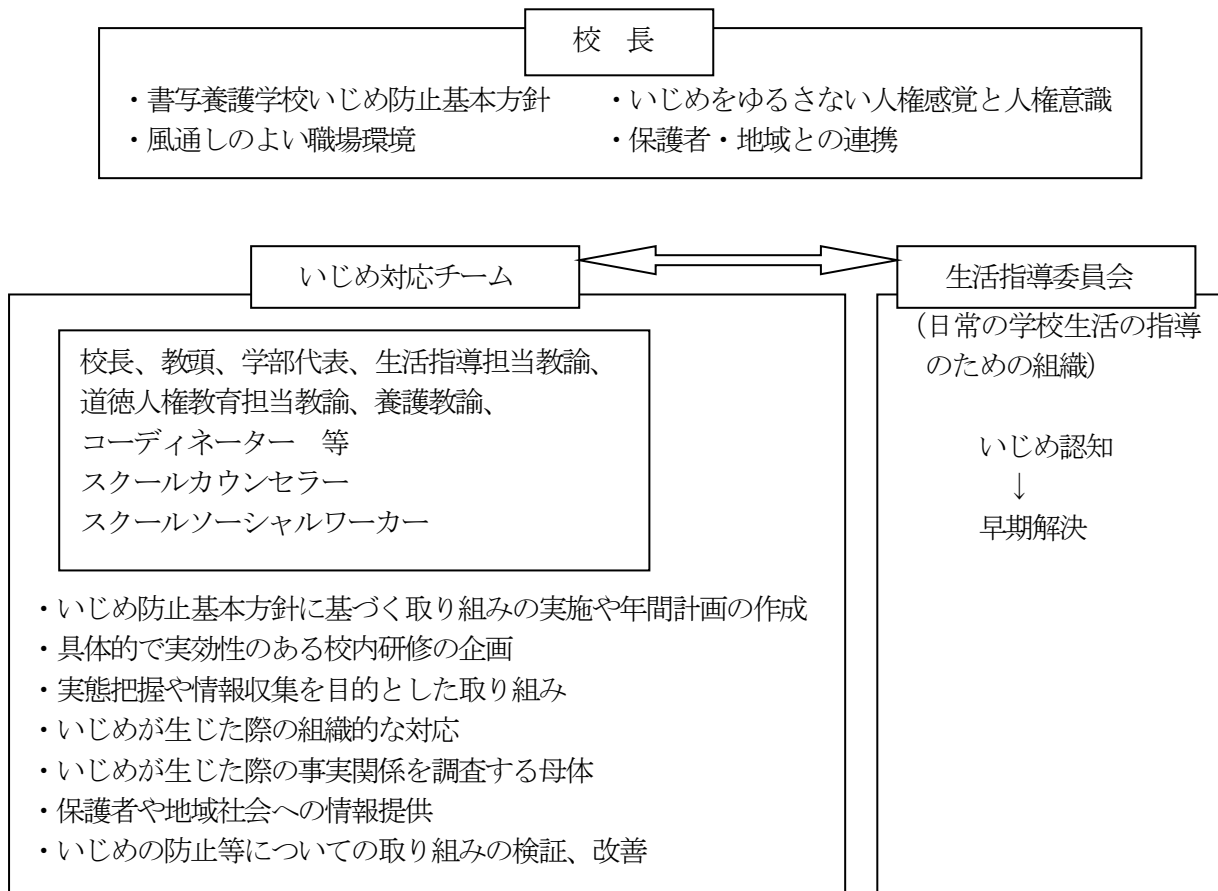 校　長
・書写養護学校いじめ防止基本方針　　・いじめをゆるさない人権感覚と人権意識
・風通しのよい職場環境　　・保護者・地域との連携
いじめ対応チーム
校長、教頭、学部代表、生活指導担当教諭、
道徳人権教育担当教諭、養護教諭、
コーディネーター　等
スクールカウンセラー
スクールソーシャルワーカー
・いじめ防止基本方針に基づく取り組みの実施や年間計画の作成
・具体的で実効性のある校内研修の企画
・実態把握や情報収集を目的とした取り組み
・いじめが生じた際の組織的な対応
・いじめが生じた際の事実関係を調査する母体
・保護者や地域社会への情報提供
・いじめの防止等についての取り組みの検証、改善
生活指導委員会
（日常の学校生活の指導
のための組織）
いじめ認知
↓
早期解決